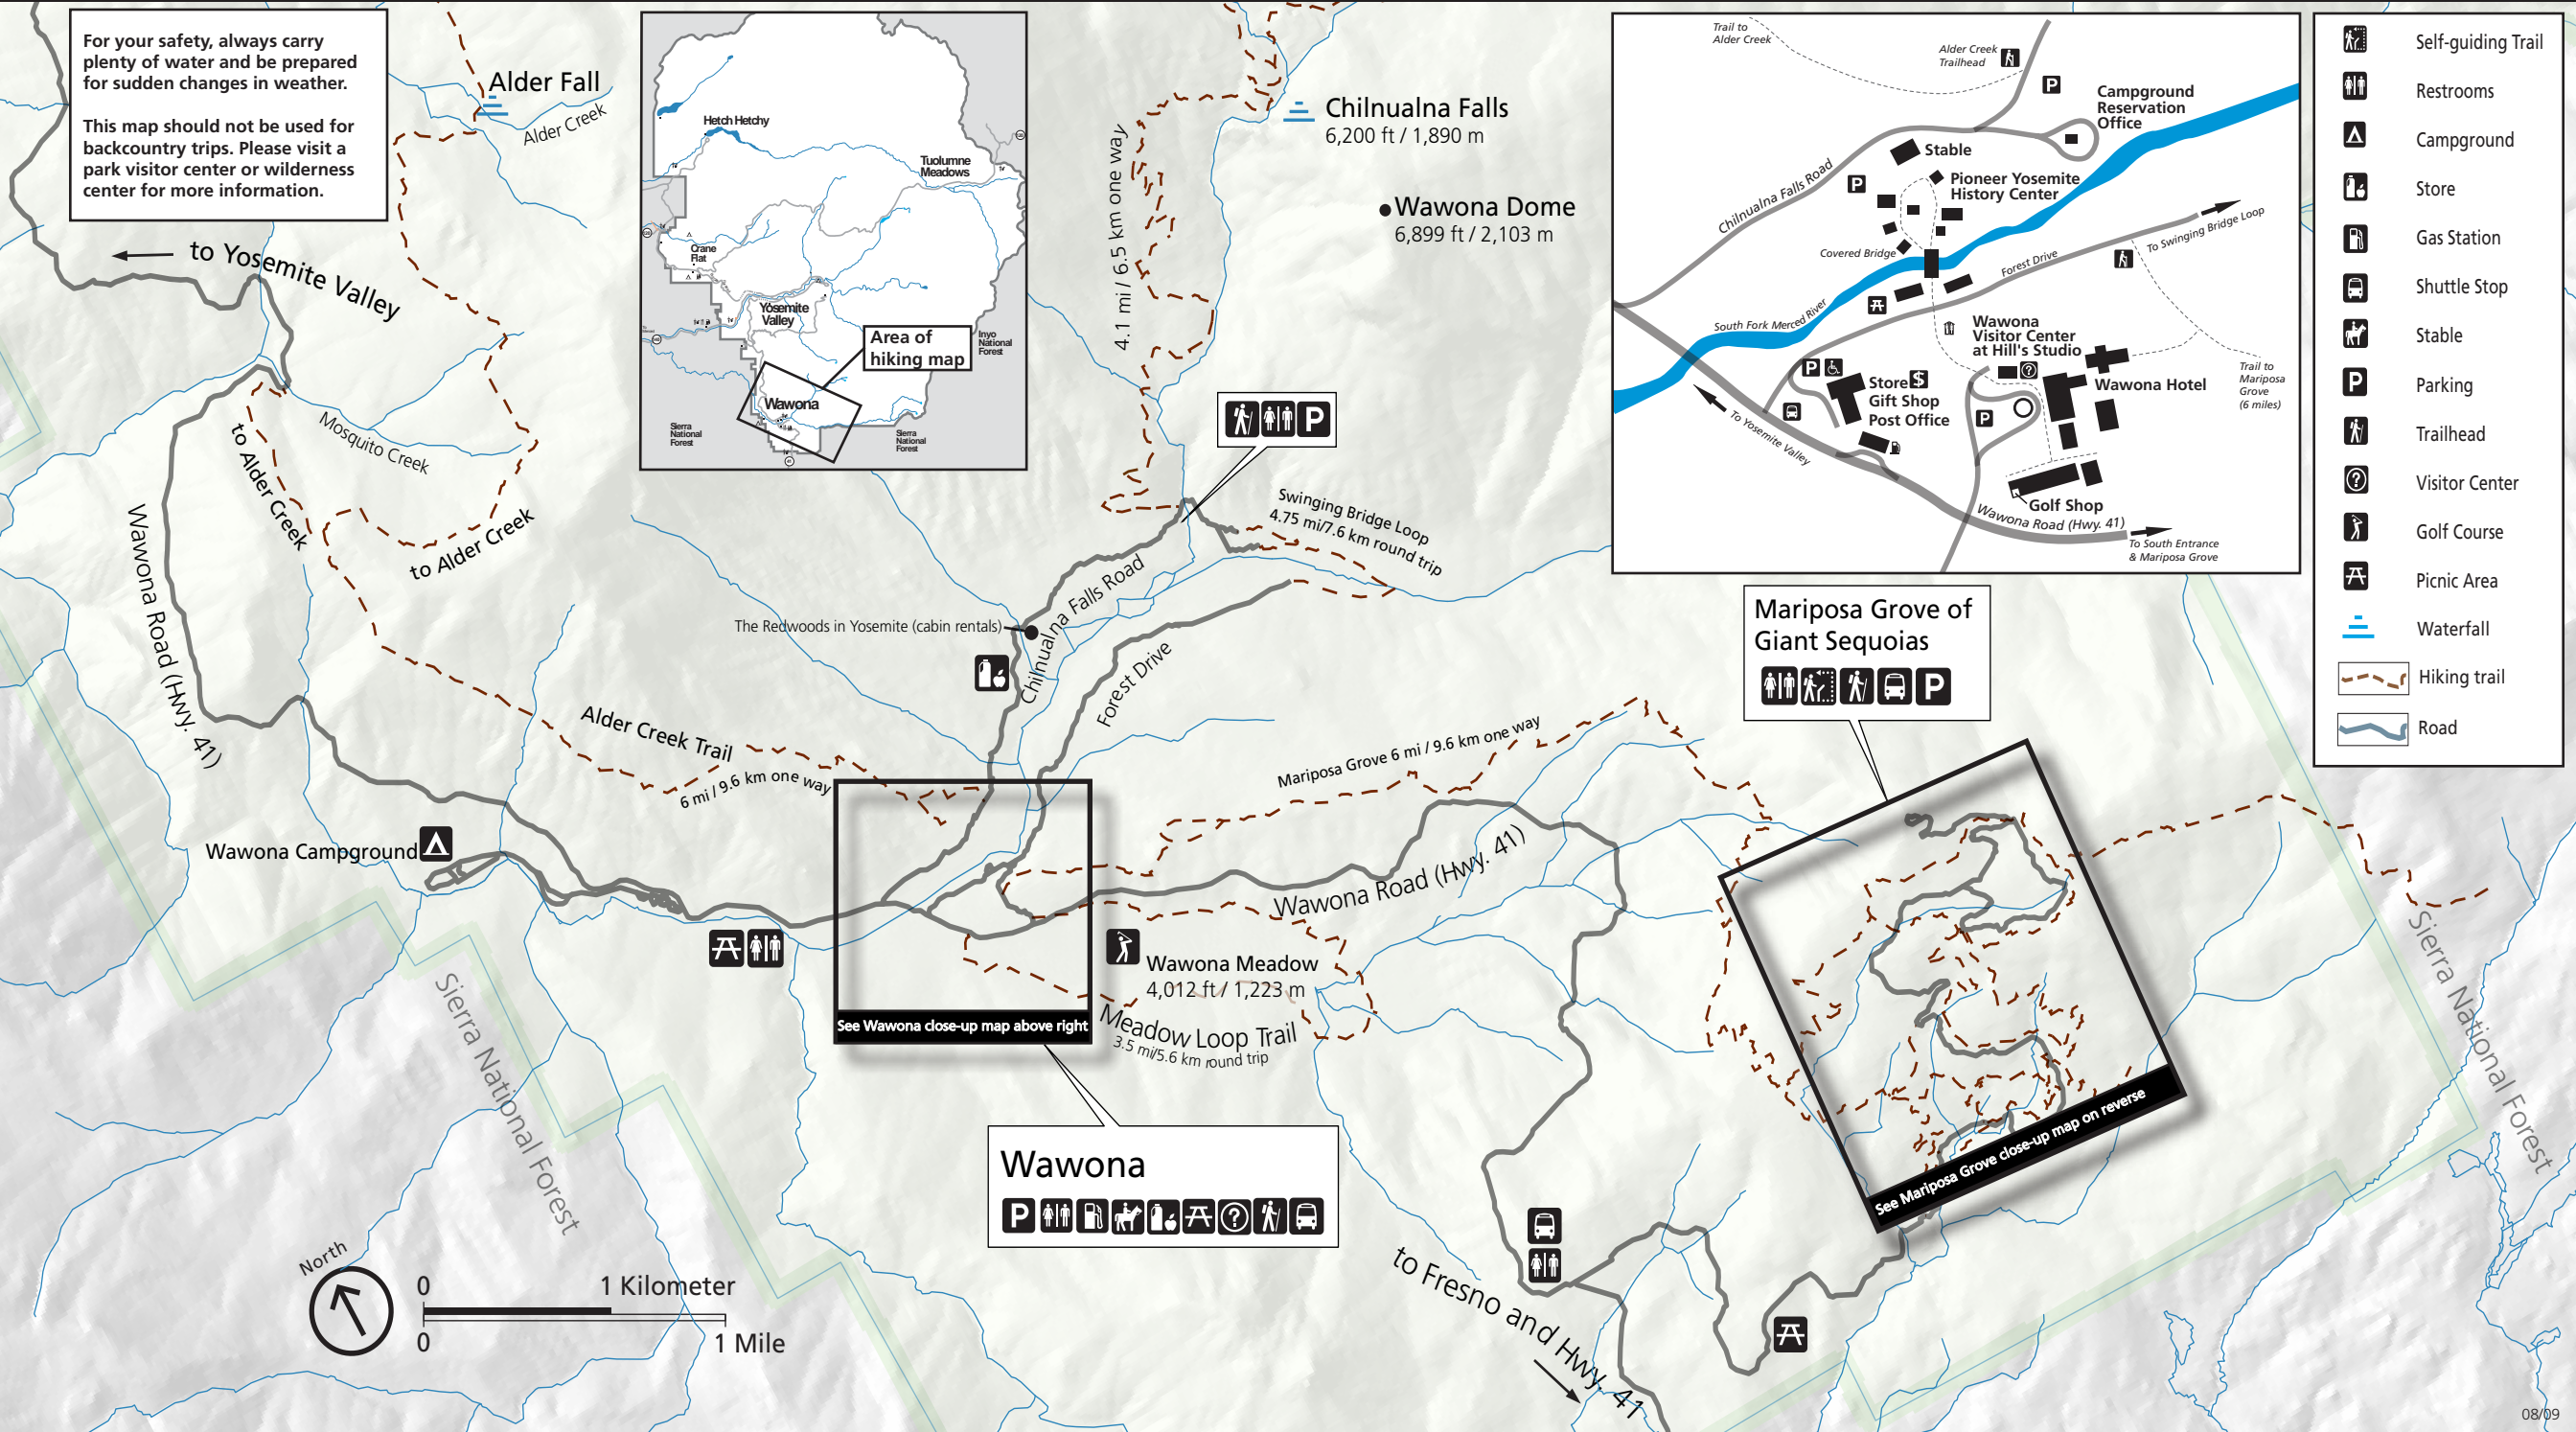 For your safety, always carry
plenty of water and be prepared
for sudden changes in weather.
This map should not be used for
backcountry trips. Please visit a
park visitor center or wilderness
center for more information.
Alder Fall
Alder Creek
to Yosemite Valley
Mosquito Creek
to Alder Creek
to Alder Creek
Wawona Road (Hwy. 41)
Hetch Hetchy
Tuolumne
Meadows
Crane
Flat
Yosemite
Valley
Area of
hiking map
Inyo
National
Forest
Wawona
Sierra
National
Forest
Sierra
National
Forest
Chilnualna Falls
6,200 ft / 1,890 m
Wawona Dome
6,899 ft / 2,103 m
4.1 mi / 6.5 km one way
P
Swinging Bridge Loop
4.75 mi/7.6 km round trip
Chilnualna Falls Road
The Redwoods in Yosemite (cabin rentals)
Forest Drive
Alder Creek Trail
6 mi / 9.6 km one way
Mariposa Grove 6 mi / 9.6 km one way
Wawona Road (Hwy. 41)
Wawona Campground
Wawona Meadow
4,012 ft / 1,223 m
Meadow Loop Trail
3.5 mi/5.6 km round trip
See Wawona close-up map above right
Wawona
P ?
Sierra National Forest
North
0 1 Kilometer
0 1 Mile
to Fresno and Hwy. 41
Mariposa Grove of
Giant Sequoias
P
See Mariposa Grove close-up map on reverse
Sierra National Forest
Trail to
Alder Creek
Alder Creek
Trailhead
P
Campground
Reservation
Office
Stable
P
Pioneer Yosemite
History Center
Chilnualna Falls Road
Covered Bridge
Forest Drive
To Swinging Bridge Loop
South Fork Merced River
Wawona
Visitor Center
at Hill's Studio
?
P
Store $
Gift Shop
Post Office
P
Wawona Hotel
Trail to
Mariposa
Grove
(6 miles)
To Yosemite Valley
Golf Shop
Wawona Road (Hwy. 41)
To South Entrance
& Mariposa Grove
Self-guiding Trail
Restrooms
Campground
Store
Gas Station
Shuttle Stop
Stable
P Parking
Trailhead
? Visitor Center
Golf Course
Picnic Area
Waterfall
Hiking trail
Road
08/09